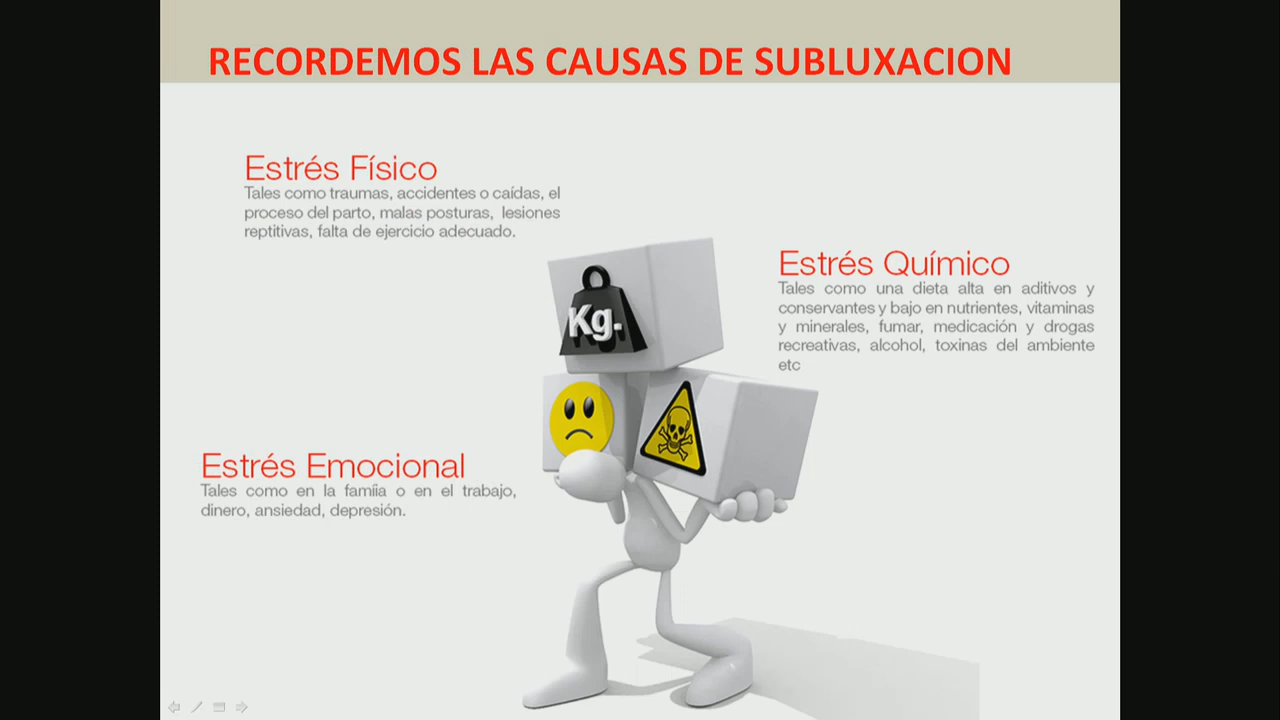 RECORDEMOS LAS CAUSAS DE SUBLUXACION
Estrés Físico
Tales como traumas, accidentes o caídas, el
proceso del parto, malas posturas, lesiones
reptitivas, falta de ejercicio adecuado.
Estrés Químico
Tales como una dieta alta en aditivos y
conservantes y bajo en nutrientes, vitaminas
y minerales, fumar, medicación y drogas
recreativas, alcohol, toxinas del ambiente
etc
Kg.
Estrés Emocional
Tales como en la famíia o en el trabajo,
dinero, ansiedad, depresión.